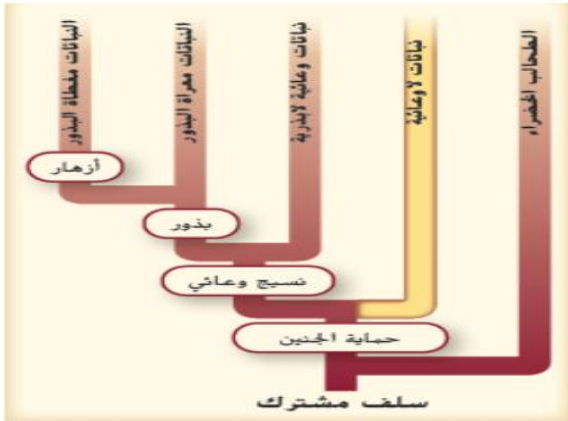 الطحالب الخضراء
نباتات لاوعائية
نباتات وعائية لابذرية
النباتات معراة البذور
النباتات مغطاة البذور
أزهار
بذور
نسيج وعائي
حماية الجنين
سلف مشترك